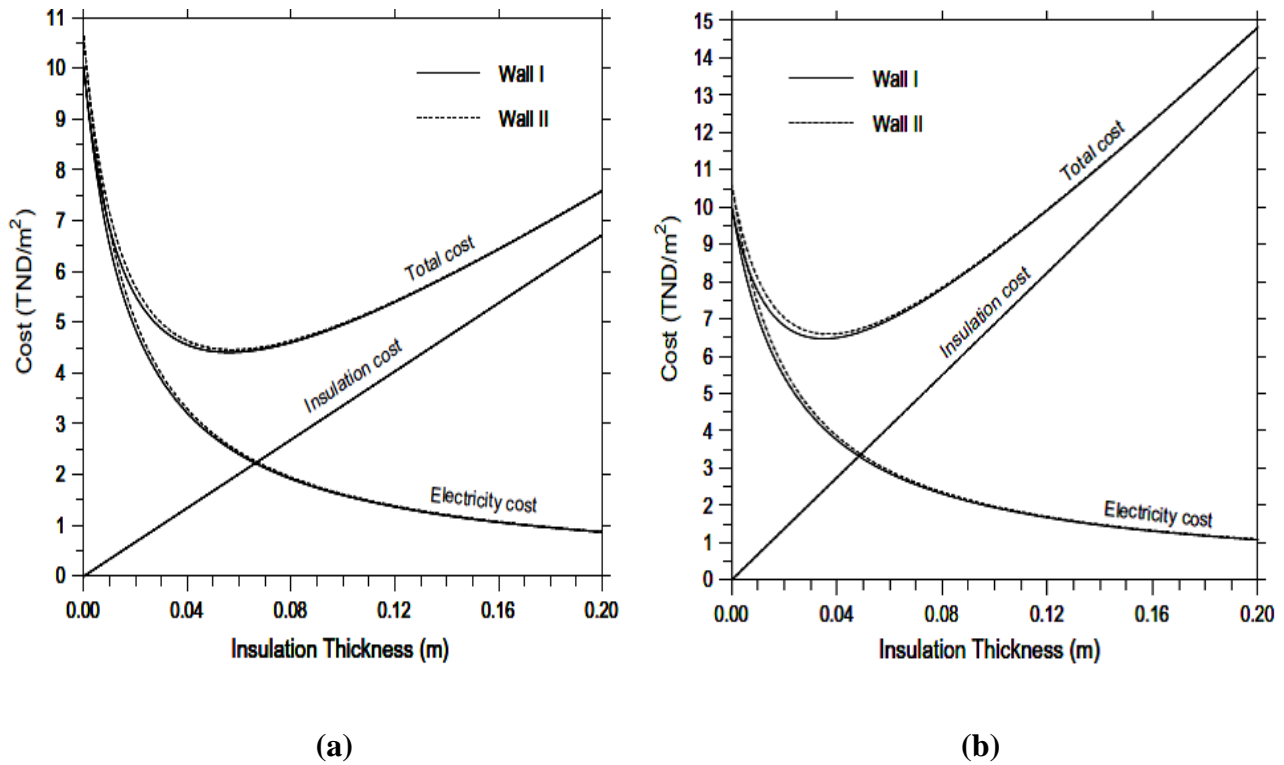 11
10
9
8
7
6
5
4
3
2
1
0
Cost (TND/m²)
Wall I
Wall II
Total cost
Insulation cost
Electricity cost
0.00 0.04 0.08 0.12 0.16 0.20
Insulation Thickness (m)
(a)
15
14
13
12
11
10
9
8
7
6
5
4
3
2
1
0
Cost (TND/m²)
Wall I
Wall II
Total cost
Insulation cost
Electricity cost
0.00 0.04 0.08 0.12 0.16 0.20
Insulation Thickness (m)
(b)